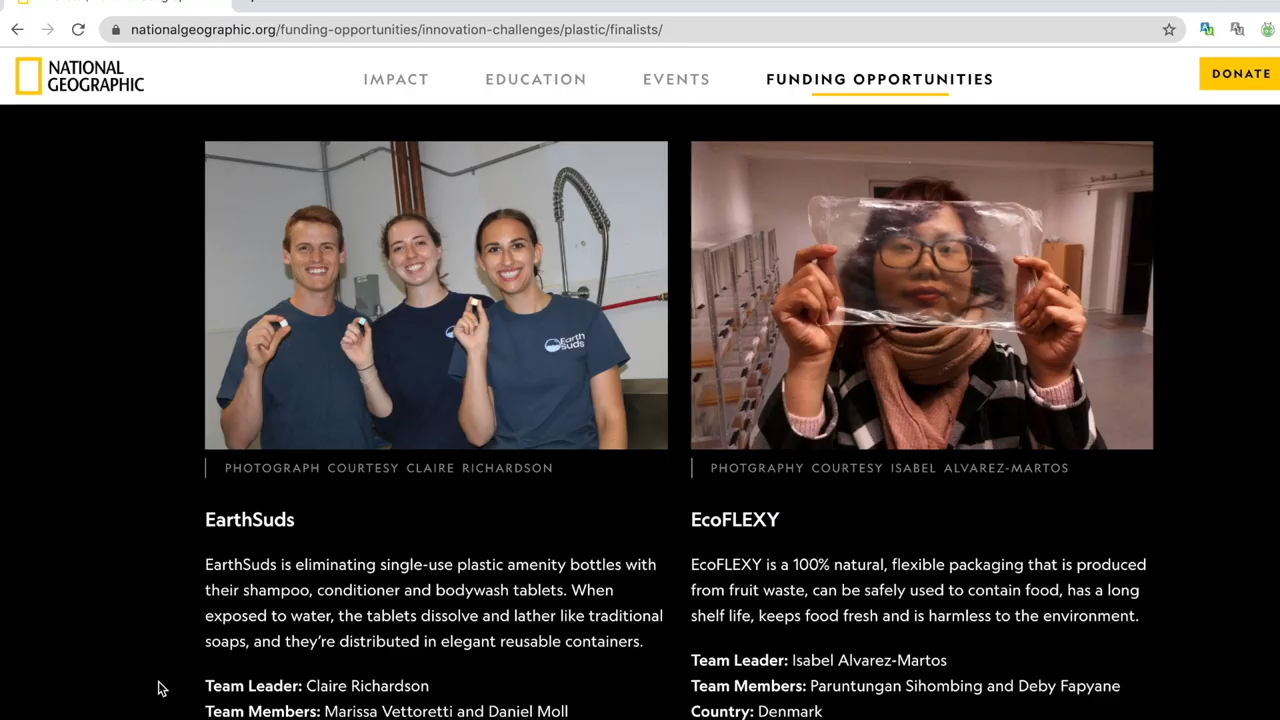 nationalgeographic.org/funding-opportunities/innovation-challenges/plastic/finalists/
NATIONAL
GEOGRAPHIC
IMPACT
EDUCATION
EVENTS
FUNDING OPPORTUNITIES
DONATE
Earth
Suds
PHOTOGRAPH COURTESY CLAIRE RICHARDSON
EarthSuds
EarthSuds is eliminating single-use plastic amenity bottles with
their shampoo, conditioner and bodywash tablets. When
exposed to water, the tablets dissolve and lather like traditional
soaps, and they’re distributed in elegant reusable containers.
Team Leader: Claire Richardson
Team Members: Marissa Vettoretti and Daniel Moll
PHOTGRAPHY COURTESY ISABEL ALVAREZ-MARTOS
EcoFLEXY
EcoFLEXY is a 100% natural, flexible packaging that is produced
from fruit waste, can be safely used to contain food, has a long
shelf life, keeps food fresh and is harmless to the environment.
Team Leader: Isabel Alvarez-Martos
Team Members: Paruntungan Sihombing and Deby Fapyane
Country: Denmark